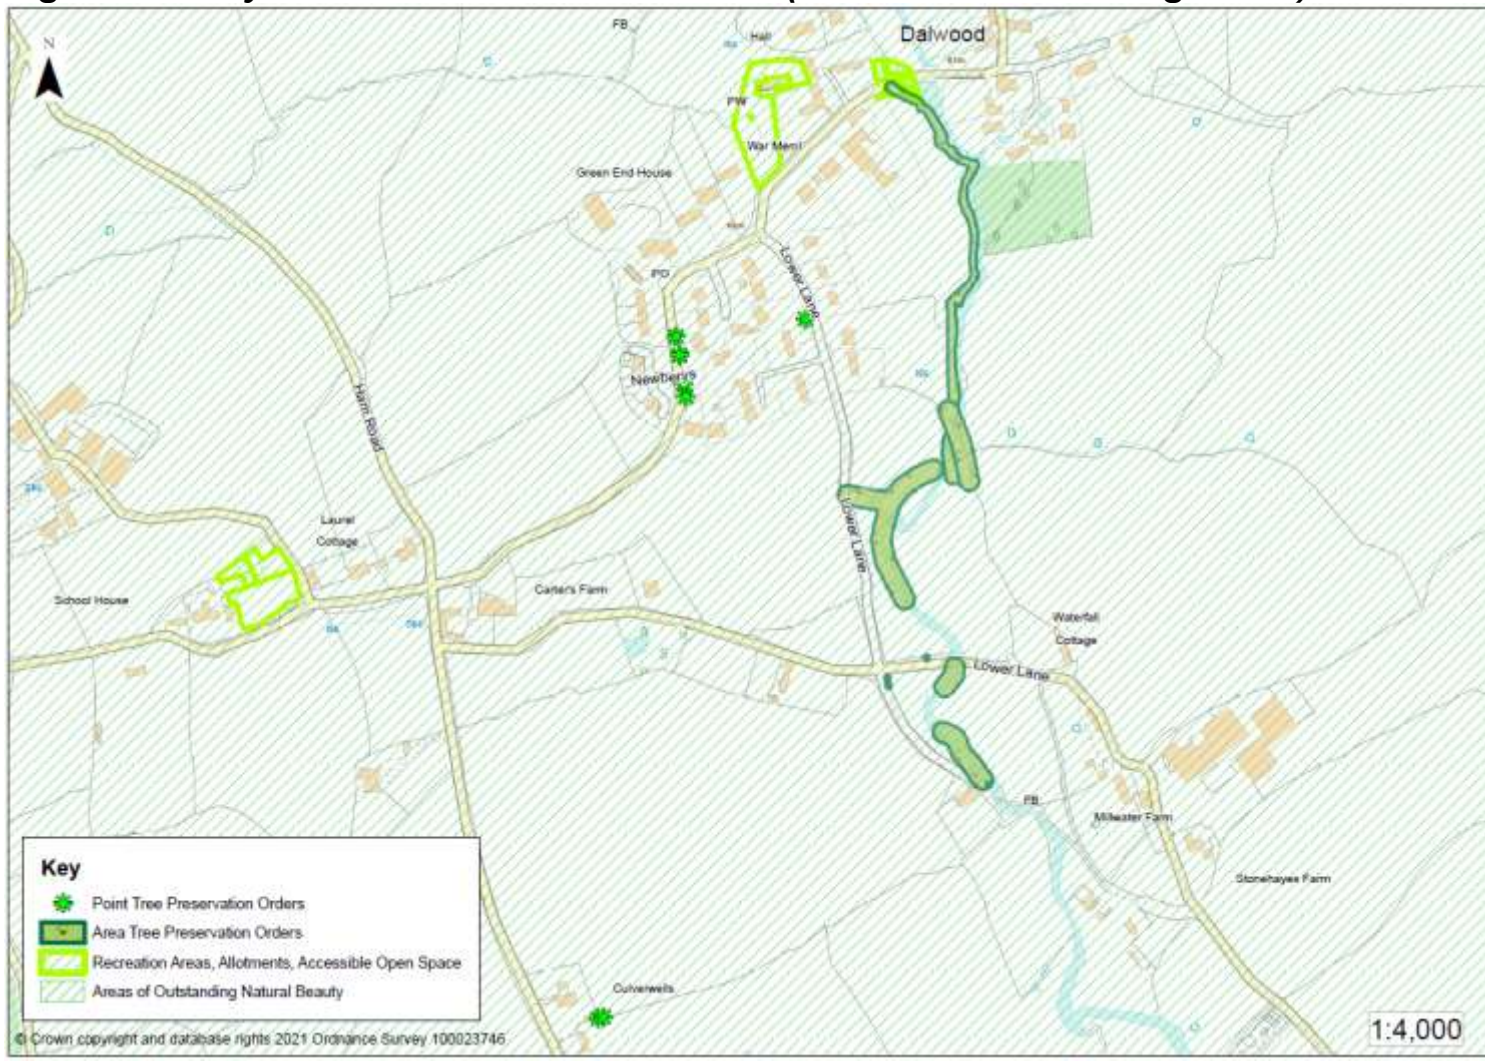 N
FB
Hall
Dalwood
PW
War Meml
Green End House
Lower Lane
PO
Newbenrs
Ham Road
Laurel
Cottage
Lower Lane
School House
Carter's Farm
Waterfall
Cottage
Lower Lane
FB
Millwater Farm
Stonehayes Farm
Culverwells
Key
Point Tree Preservation Orders
Area Tree Preservation Orders
Recreation Areas, Allotments, Accessible Open Space
Areas of Outstanding Natural Beauty
© Crown copyright and database rights 2021 Ordnance Survey 100023746
1:4,000